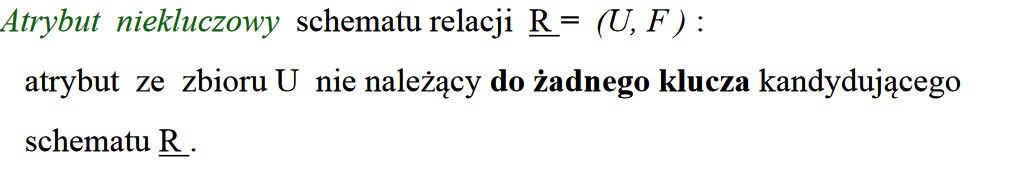 Atrybut niekluczowy schematu relacji R = (U, F ) :
atrybut ze zbioru U nie należący do żadnego klucza kandydującego
schematu R .